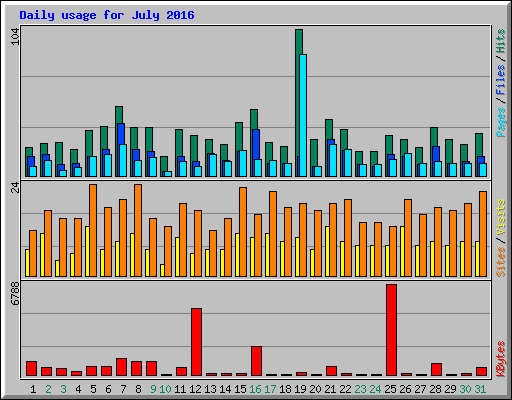 Daily usage for July 2016
104
Pages / Files / Hits
24
Sites / Visits
6788
KBytes
1 2 3 4 5 6 7 8 9 10 11 12 13 14 15 16 17 18 19 20 21 22 23 24 25 26 27 28 29 30 31